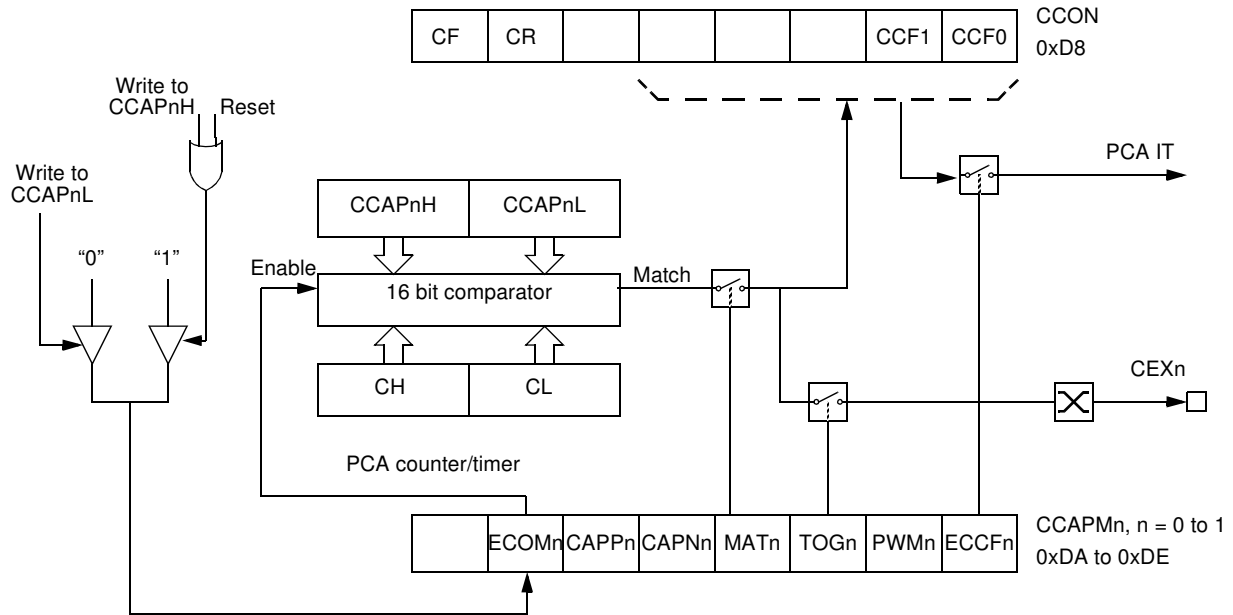 CF CR CCF1 CCF0
CCON
0xD8
Write to
CCAPnH Reset
Write to
CCAPnL
PCA IT
CCAPnH CCAPnL
“0” “1”
Enable
16 bit comparator
Match
CH CL
CEXn
PCA counter/timer
ECOMn CAPPn CAPNn MATn TOGn PWMn ECCFn
CCAPMn, n = 0 to 1
0xDA to 0xDE